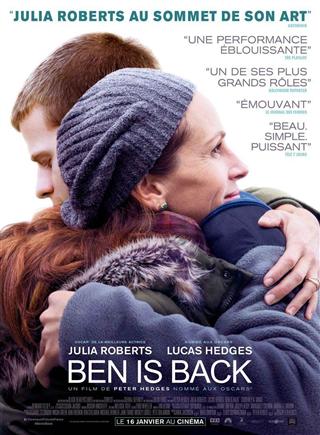 "JULIA ROBERTS AU SOMMET DE SON ART"
"UNE PERFORMANCE
ÉBLOUISSANTE"
"UN DE SES PLUS
GRANDS RÔLES"
"ÉMOUVANT"
"BEAU.
SIMPLE.
PUISSANT"
JULIA ROBERTS LUCAS HEDGES
BEN IS BACK
UN FILM DE PETER HEDGES NOMMÉ AUX OSCARS
LE 16 JANVIER AU CINÉMA